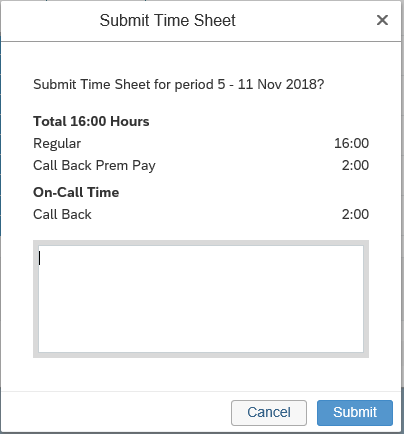 Submit Time Sheet
Submit Time Sheet for period 5 - 11 Nov 2018?
Total 16:00 Hours
Regular 16:00
Call Back Prem Pay 2:00
On-Call Time
Call Back 2:00
Cancel Submit